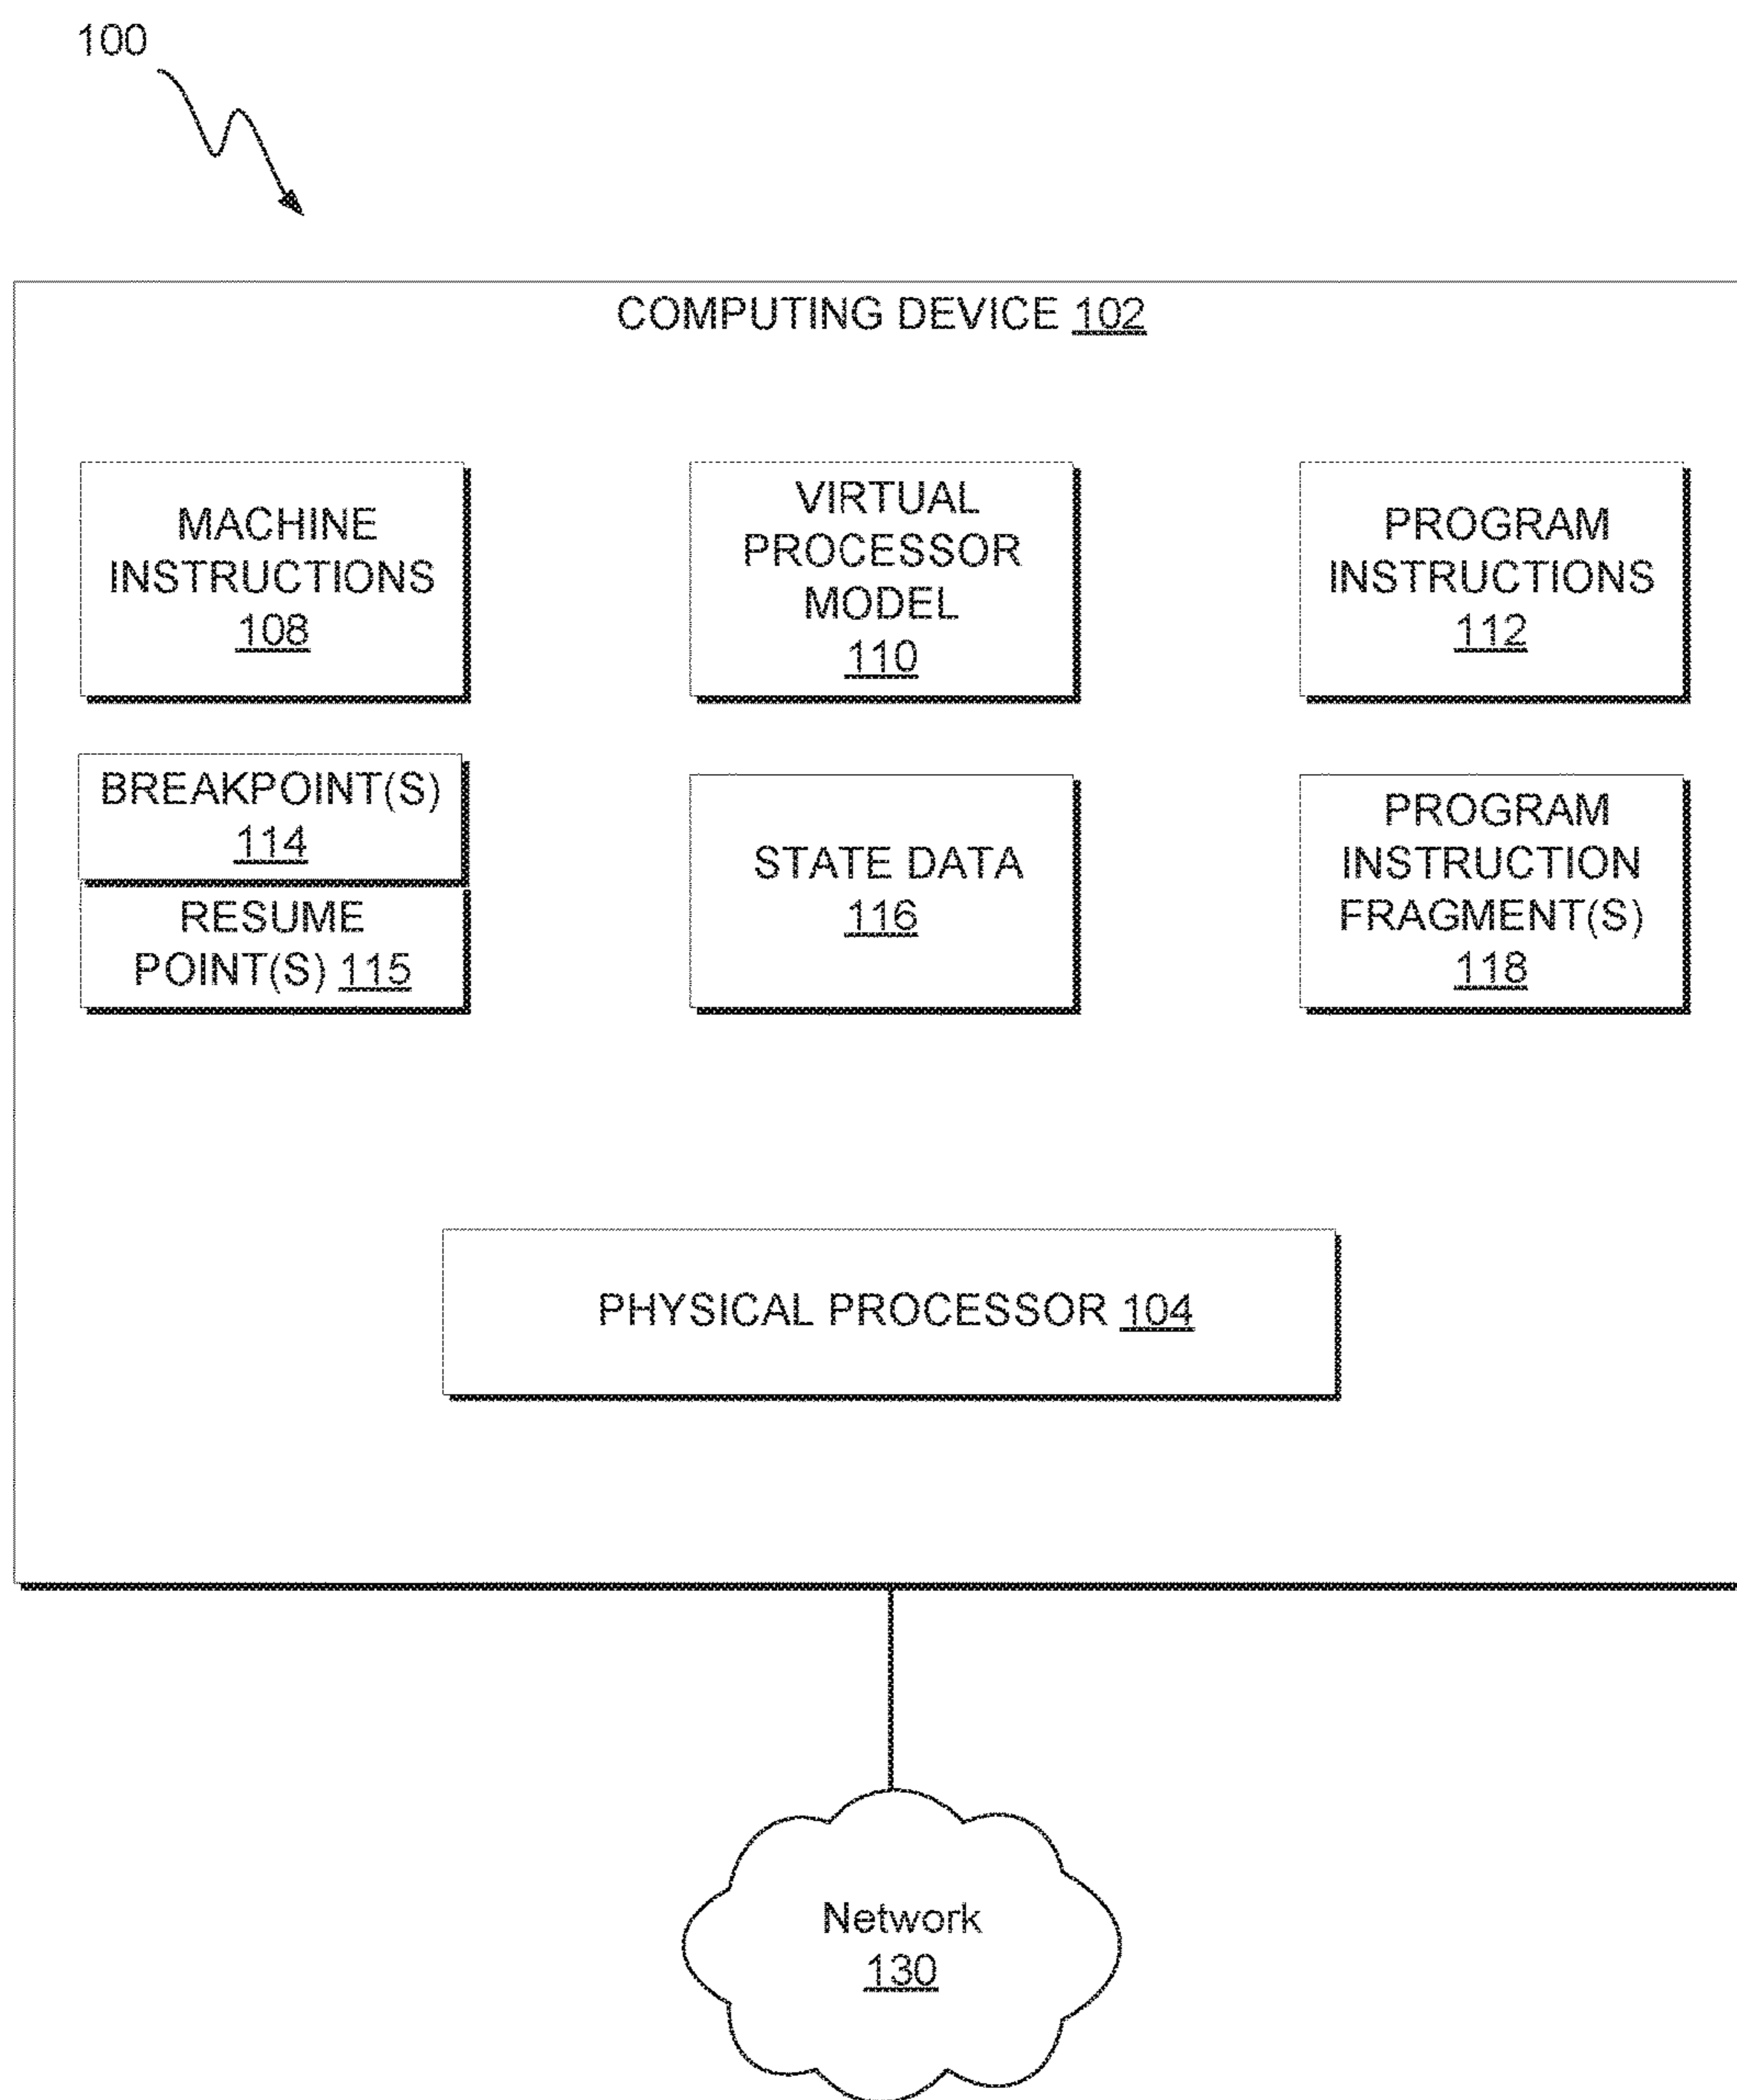 100
COMPUTING DEVICE 102
MACHINE
INSTRUCTIONS
108
VIRTUAL
PROCESSOR
MODEL
110
PROGRAM
INSTRUCTIONS
112
BREAKPOINT(S)
114
RESUME
POINT(S) 115
STATE DATA
116
PROGRAM
INSTRUCTION
FRAGMENT(S)
118
PHYSICAL PROCESSOR 104
Network
130